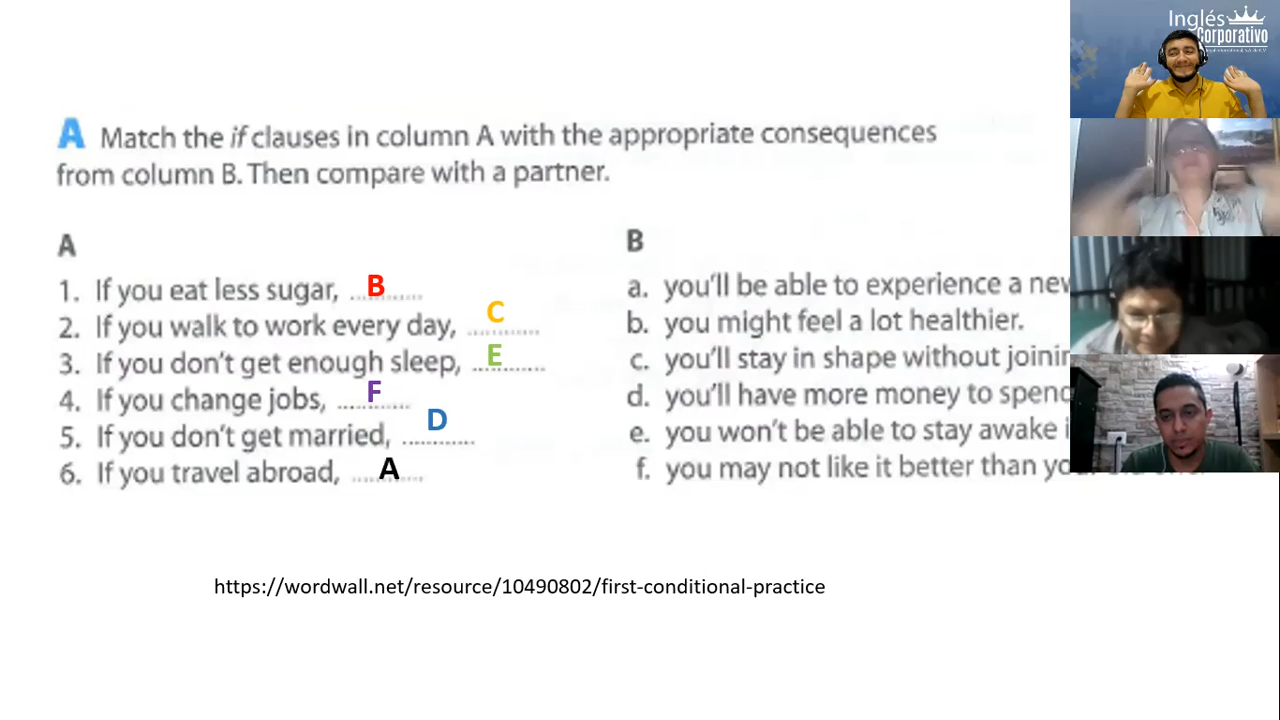 Inglés
Corporativo
A Match the if clauses in column A with the appropriate consequences
from column B. Then compare with a partner.
A
1. If you eat less sugar, B
2. If you walk to work every day, C
3. If you don't get enough sleep, E
4. If you change jobs, F
5. If you don't get married, D
6. If you travel abroad, A
B
a. you'll be able to experience a
b. you might feel a lot healthier.
c. you'll stay in shape without
d. you'll have more money to
e. you won't be able to stay awake
f. you may not like it better than
https://wordwall.net/resource/10490802/first-conditional-practice